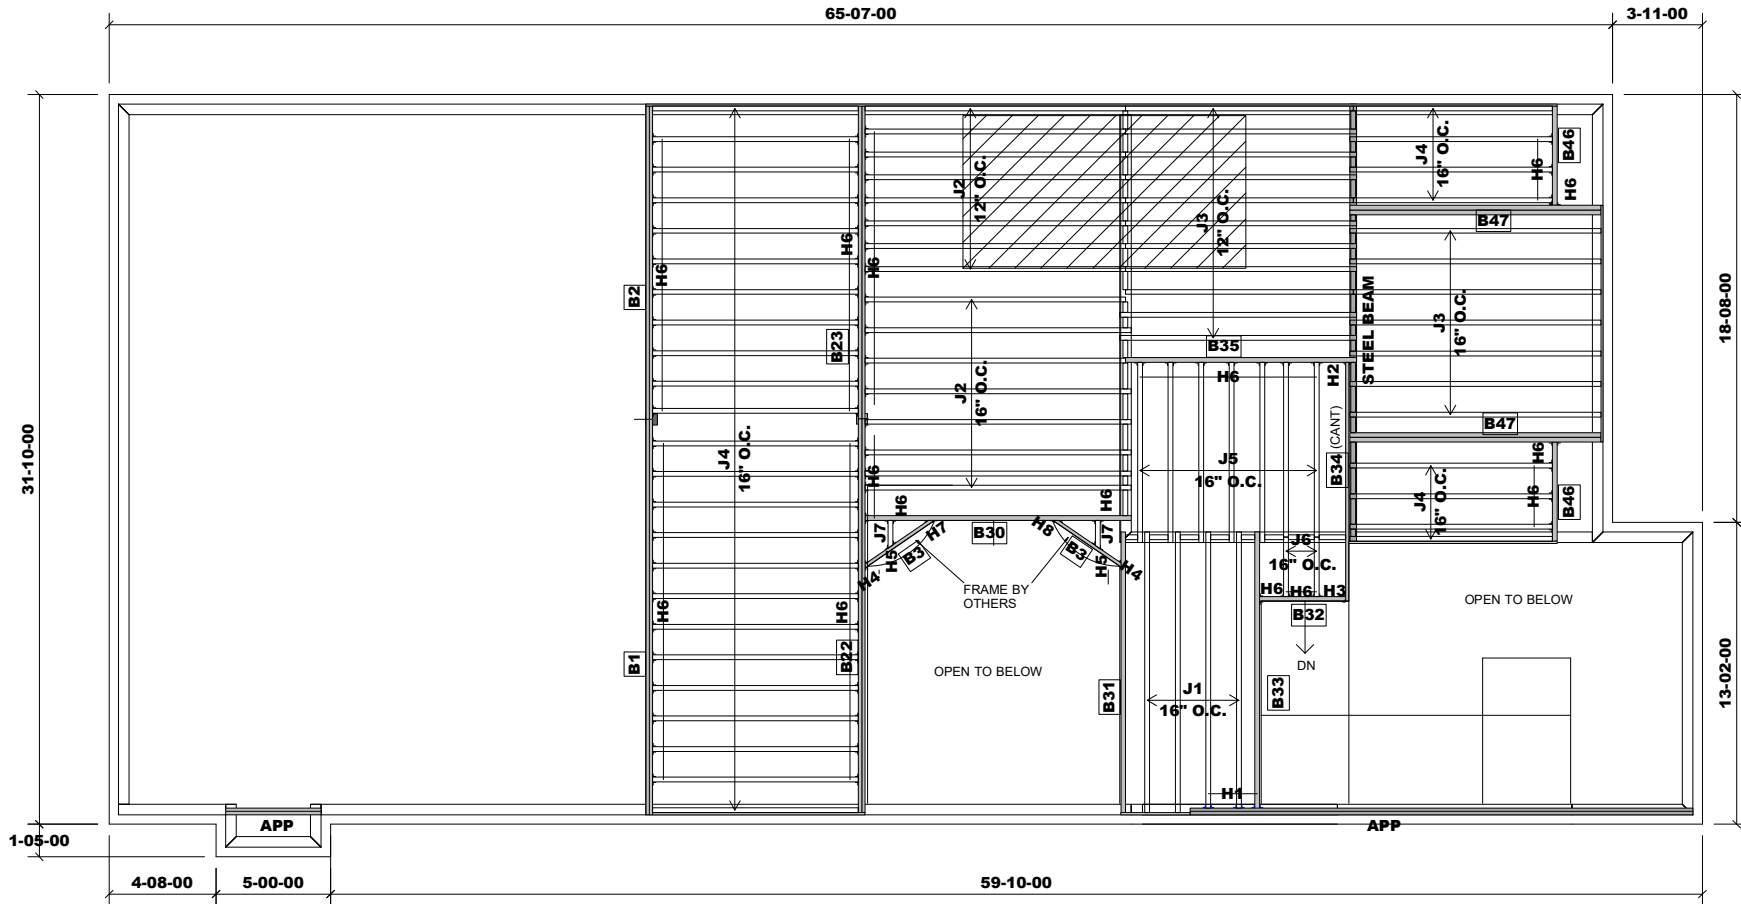 65-07-00
3-11-00
31-10-00
18-08-00
13-02-00
1-05-00
4-08-00
5-00-00
59-10-00
J2
12" O.C.
J3
12" O.C.
J4
16" O.C.
H6
B46
H6
B47
H6
H6
H6
B2
B23
J3
16" O.C.
STEEL BEAM
B35
H6
H2
J2
16" O.C.
B47
J4
16" O.C.
J5
16" O.C.
B34 (CANT)
H6
J4
16" O.C.
H6
H6
B46
H6
H6
J7
H7
B30
H8
J7
B3
B3
H5
H4
H5
H4
J6
16" O.C.
FRAME BY
OTHERS
H6
H6
H3
B32
OPEN TO BELOW
H6
H6
B1
B22
OPEN TO BELOW
DN
B31
J1
16" O.C.
B33
H1
APP
APP